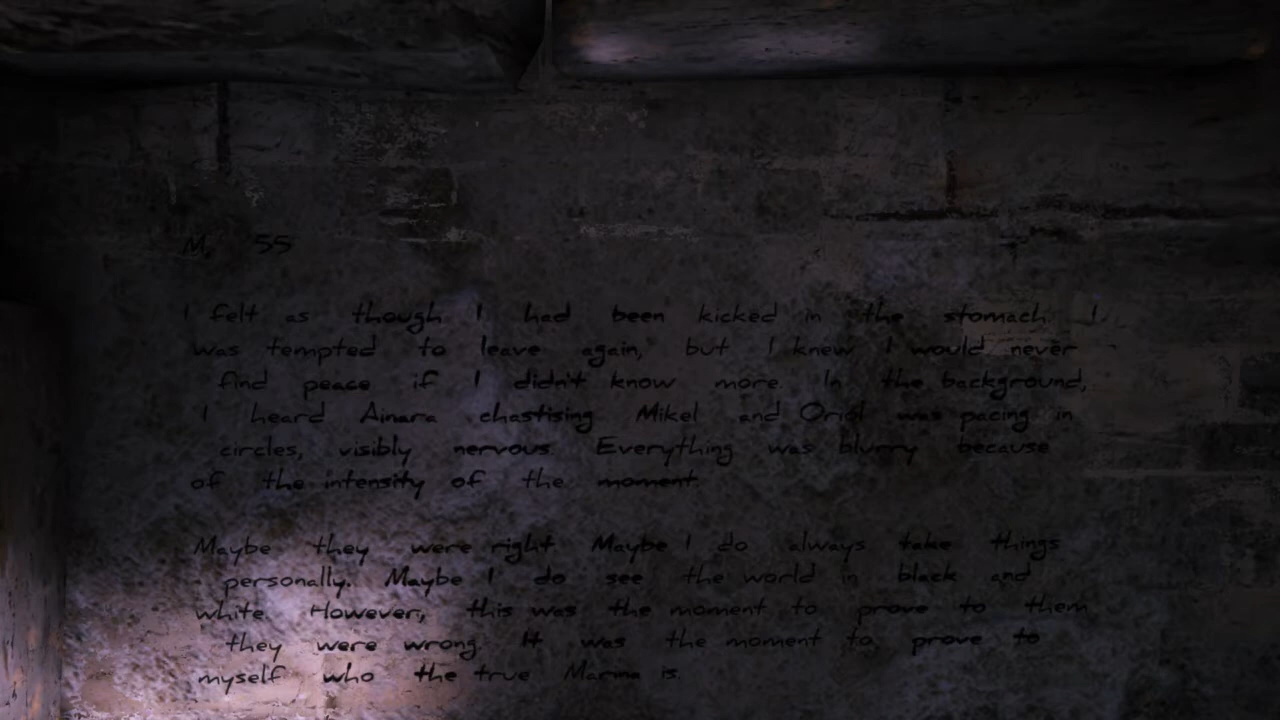 M, 55
I felt as though I had been kicked in the stomach. I
was tempted to leave again, but I knew I would never
find peace if I didn't know more. In the background,
I heard Ainara chastising Mikel and Oriol was pacing in
circles, visibly nervous. Everything was blurry because
of the intensity of the moment.
Maybe they were right. Maybe I do always take things
personally. Maybe I do see the world in black and
white. However, this was the moment to prove to them
they were wrong. It was the moment to prove to
myself who the true Marina is.